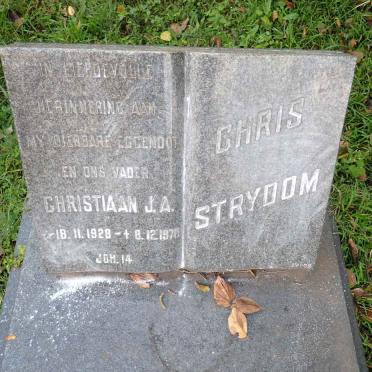 IN LIEFDEVOLLE
HERINNERING AAN
MY DIERBARE EGGENOOT
EN ONS VADER
CHRISTIAAN J.A.
* 18.11.1928 - † 8.12.1970
JOH. 14
CHRIS
STRYDOM